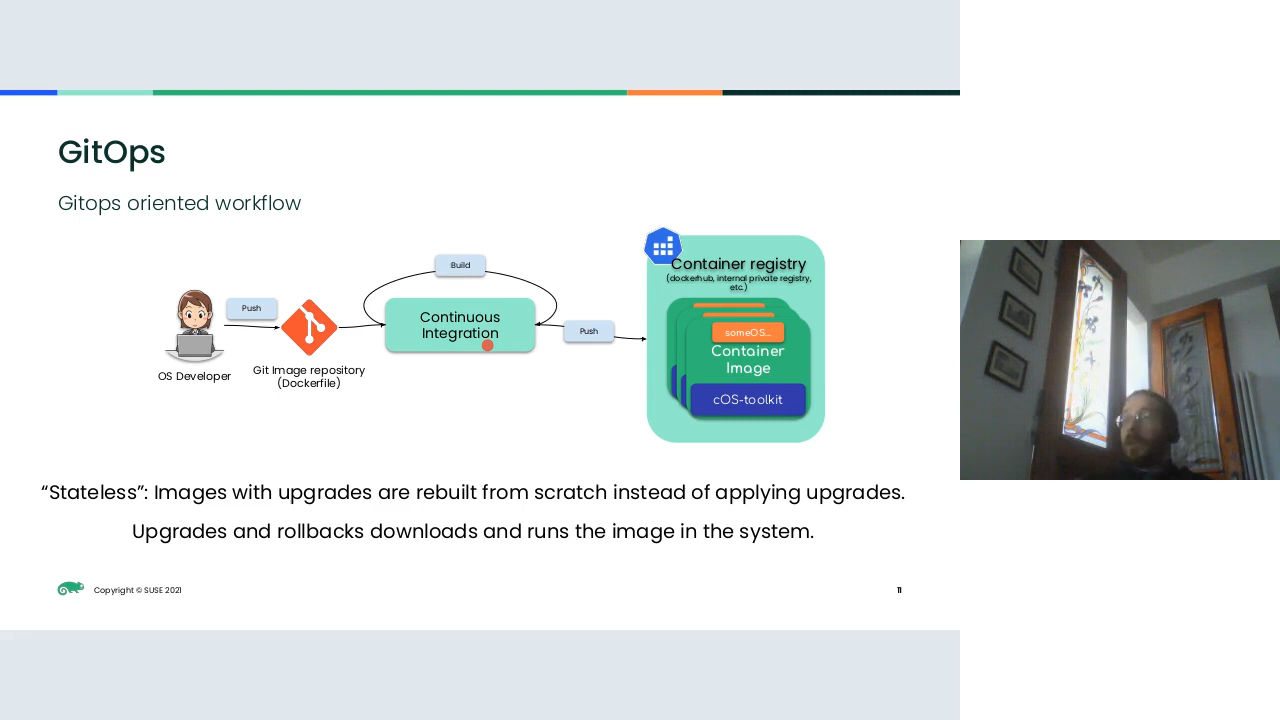 GitOps
Gitops oriented workflow
Build
Push
Continuous
Integration
Push
OS Developer
Git Image repository
(Dockerfile)
Container registry
(dockerhub, internal private registry,
etc.)
someOS...
Container
Image
cOS-toolkit
“Stateless”: Images with upgrades are rebuilt from scratch instead of applying upgrades.
Upgrades and rollbacks downloads and runs the image in the system.
Copyright © SUSE 2021
11